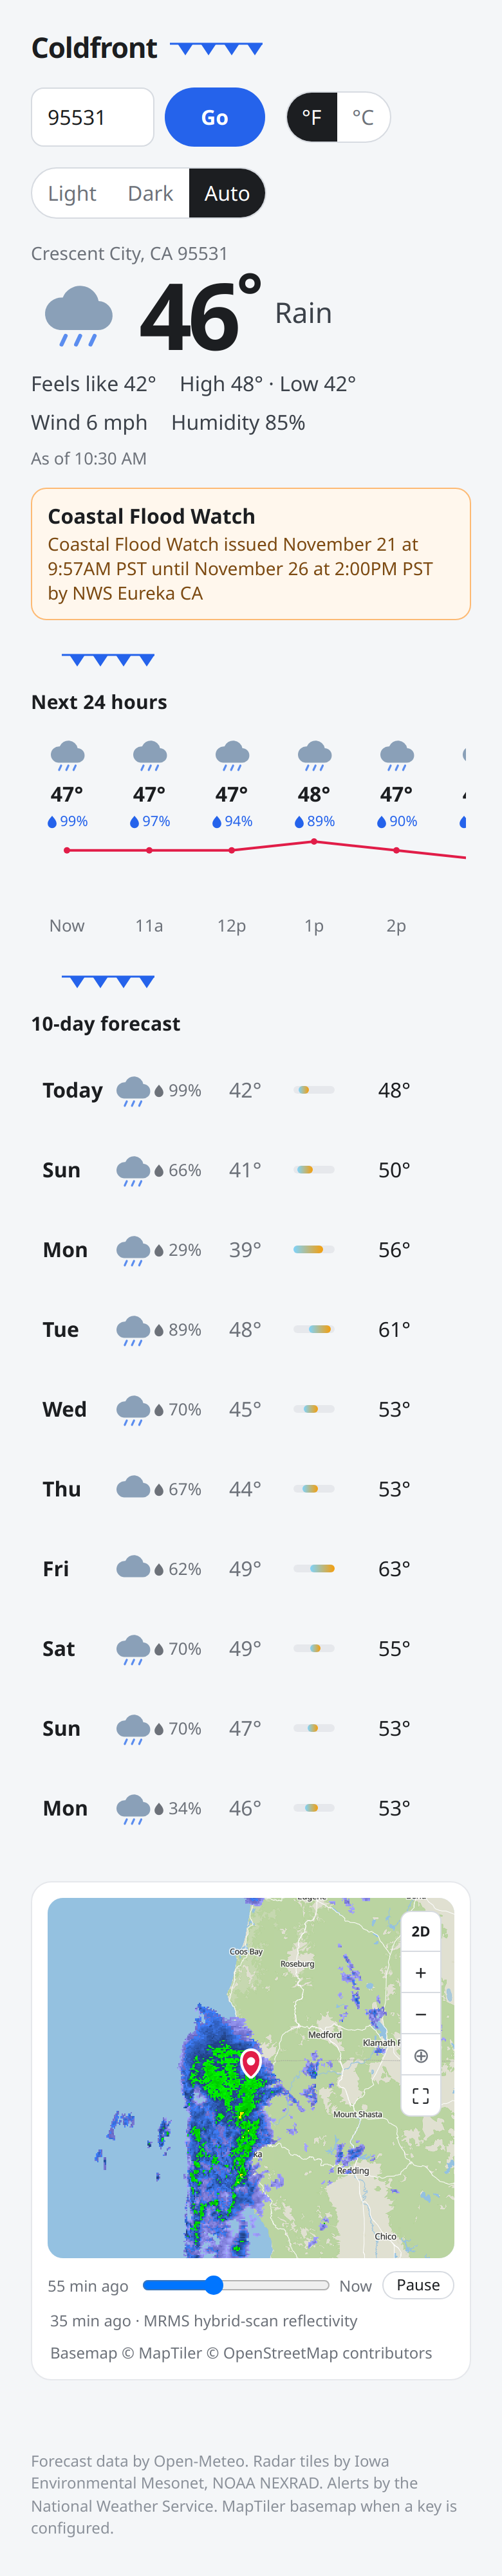 Coldfront
95531 Go °F °C
Light Dark Auto
Crescent City, CA 95531
46° Rain
Feels like 42° High 48° · Low 42°
Wind 6 mph Humidity 85%
As of 10:30 AM
Coastal Flood Watch
Coastal Flood Watch issued November 21 at
9:57AM PST until November 26 at 2:00PM PST
by NWS Eureka CA
Next 24 hours
47° 47° 47° 48° 47°
99% 97% 94% 89% 90%
Now 11a 12p 1p 2p
10-day forecast
Today 99% 42° 48°
Sun 66% 41° 50°
Mon 29% 39° 56°
Tue 89% 48° 61°
Wed 70% 45° 53°
Thu 67% 44° 53°
Fri 62% 49° 63°
Sat 70% 49° 55°
Sun 70% 47° 53°
Mon 34% 46° 53°
2D
Coos Bay
Roseburg
+
−
Medford
Klamath
Mount Shasta
Redding
Chico
55 min ago Now Pause
35 min ago · MRMS hybrid-scan reflectivity
Basemap © MapTiler © OpenStreetMap contributors
Forecast data by Open-Meteo. Radar tiles by Iowa
Environmental Mesonet, NOAA NEXRAD. Alerts by the
National Weather Service. MapTiler basemap when a key is
configured.